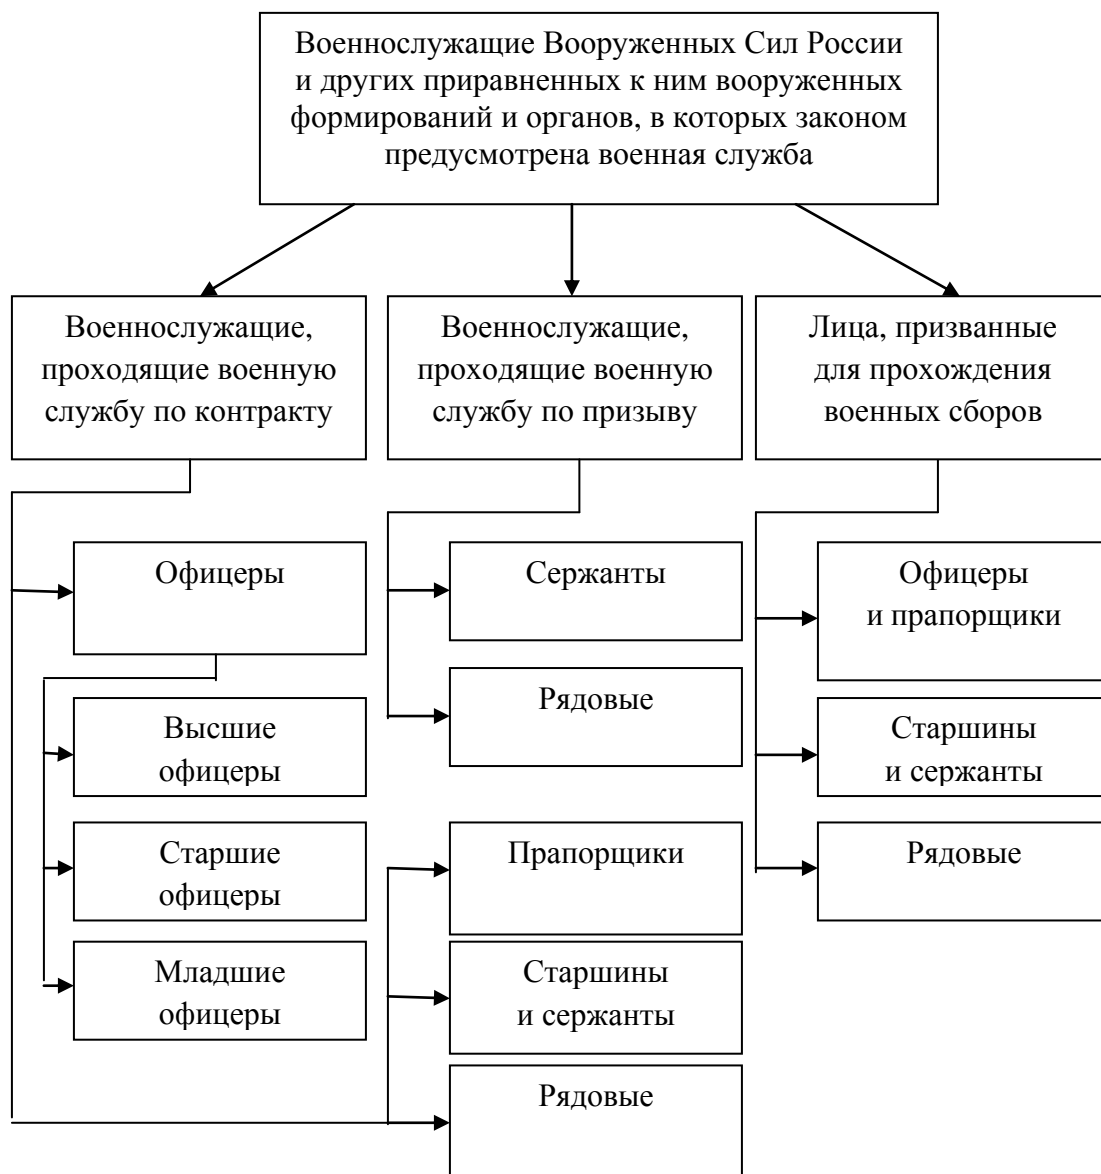 Военнослужащие Вооруженных Сил России
и других приравненных к ним вооруженных
формирований и органов, в которых законом
предусмотрена военная служба
Военнослужащие,
проходящие военную
службу по контракту
Военнослужащие,
проходящие военную
службу по призыву
Лица, призванные
для прохождения
военных сборов
Офицеры
Высшие
офицеры
Старшие
офицеры
Младшие
офицеры
Сержанты
Рядовые
Прапорщики
Старшины
и сержанты
Рядовые
Офицеры
и прапорщики
Старшины
и сержанты
Рядовые